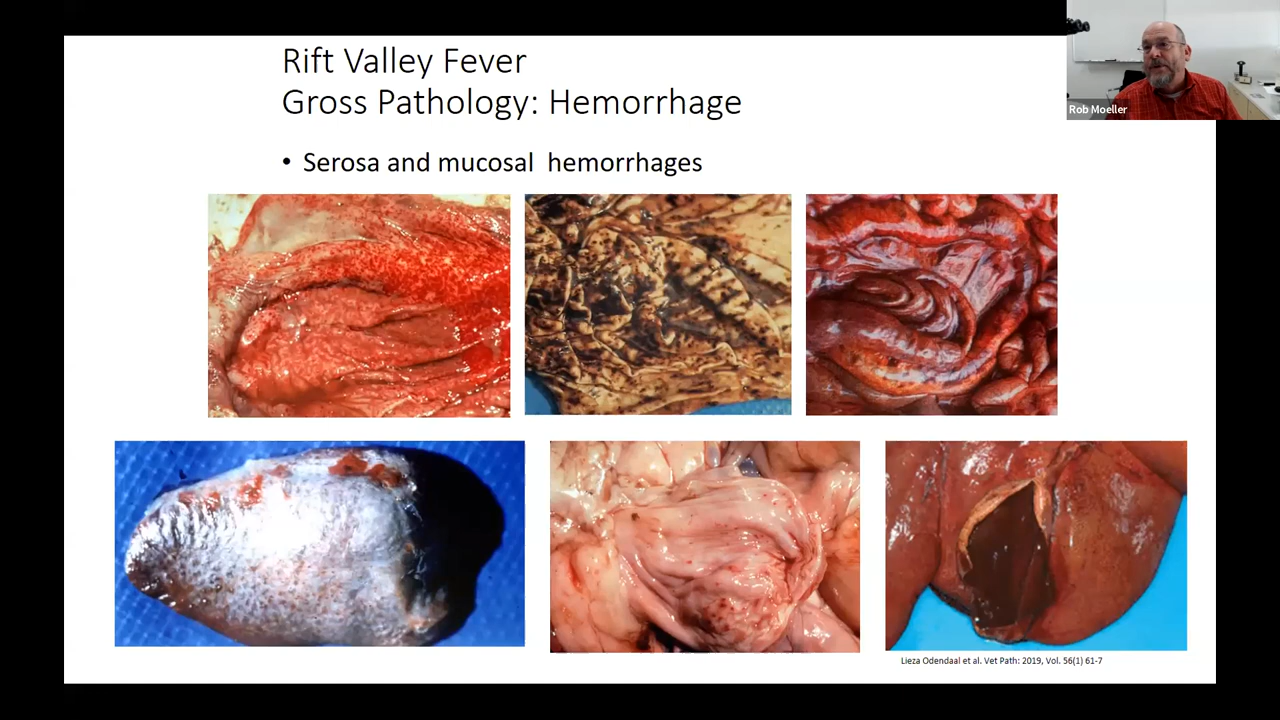 Rift Valley Fever
Gross Pathology: Hemorrhage
• Serosa and mucosal hemorrhages
Rob Moeller
Lieza Odendaal et al. Vet Path: 2019, Vol. 56(1) 61-7